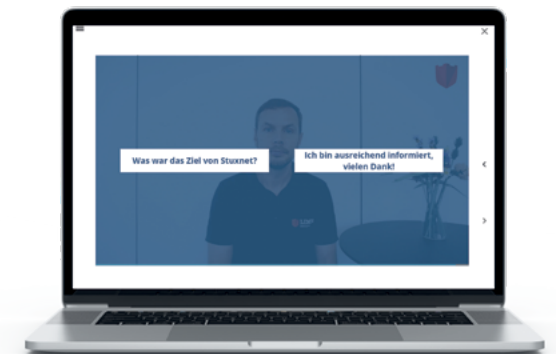 Was war das Ziel von Stuxnet?
Ich bin ausreichend informiert,
vielen Dank!